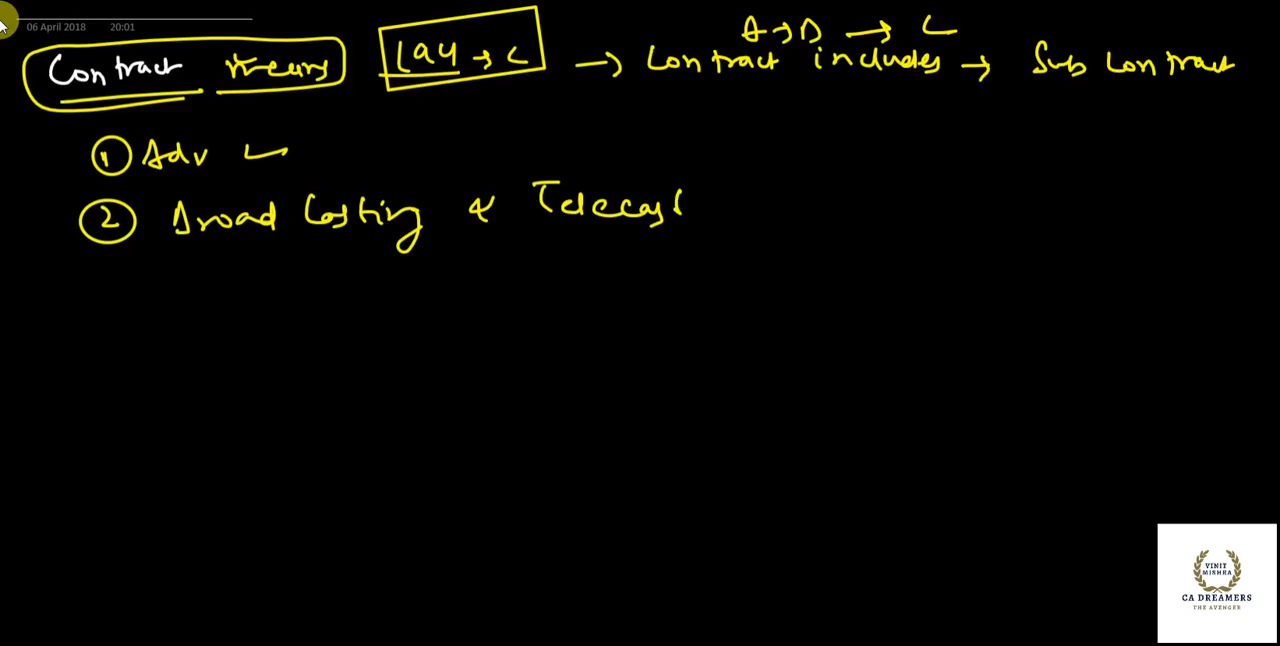 06 April 2018 20:01
A → B → C
Contract means 194 → C → Contract includes → Sub Contract
① Adv
② Broad Casting & Telecast
VINIT
MISHRA
CA DREAMERS
THE AVENGER